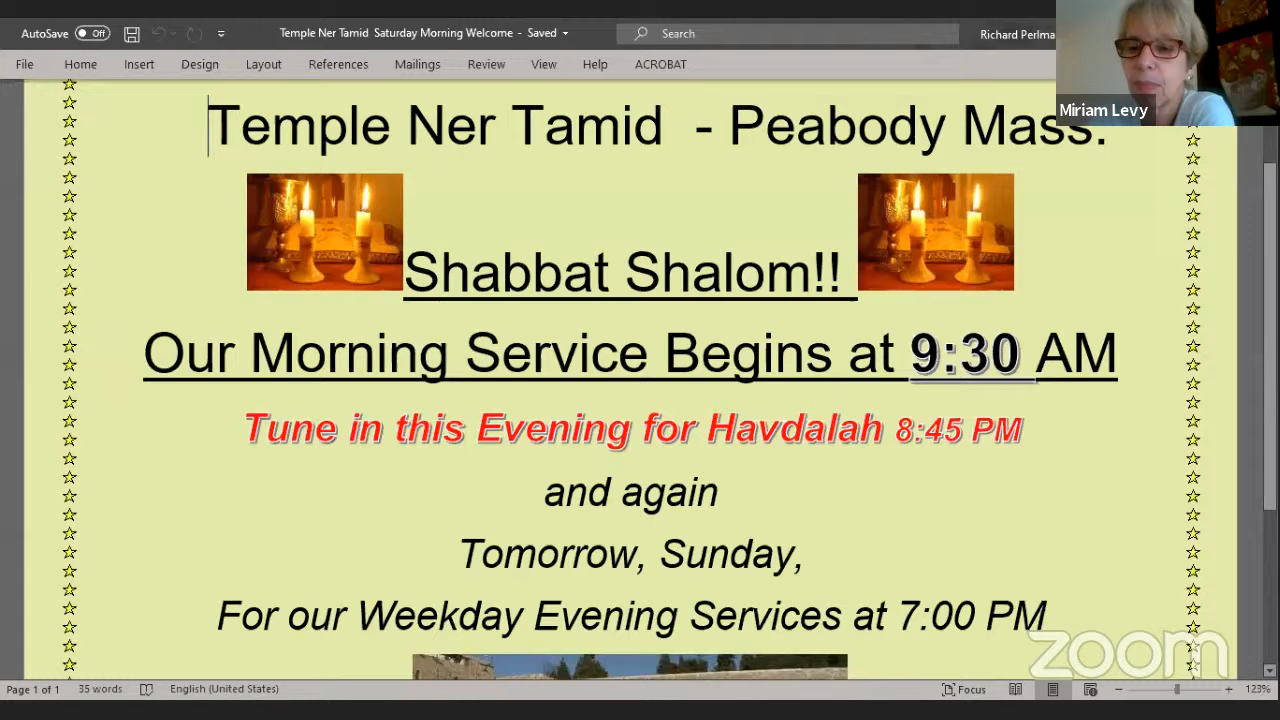 AutoSave Off Temple Ner Tamid Saturday Morning Welcome - Saved Search Richard Perlma
File Home Insert Design Layout References Mailings Review View Help ACROBAT
Miriam Levy
Temple Ner Tamid - Peabody Mass.
Shabbat Shalom!!
Our Morning Service Begins at 9:30 AM
Tune in this Evening for Havdalah 8:45 PM
and again
Tomorrow, Sunday,
For our Weekday Evening Services at 7:00 PM
zoom
Page 1 of 1 35 words English (United States) Focus 123%